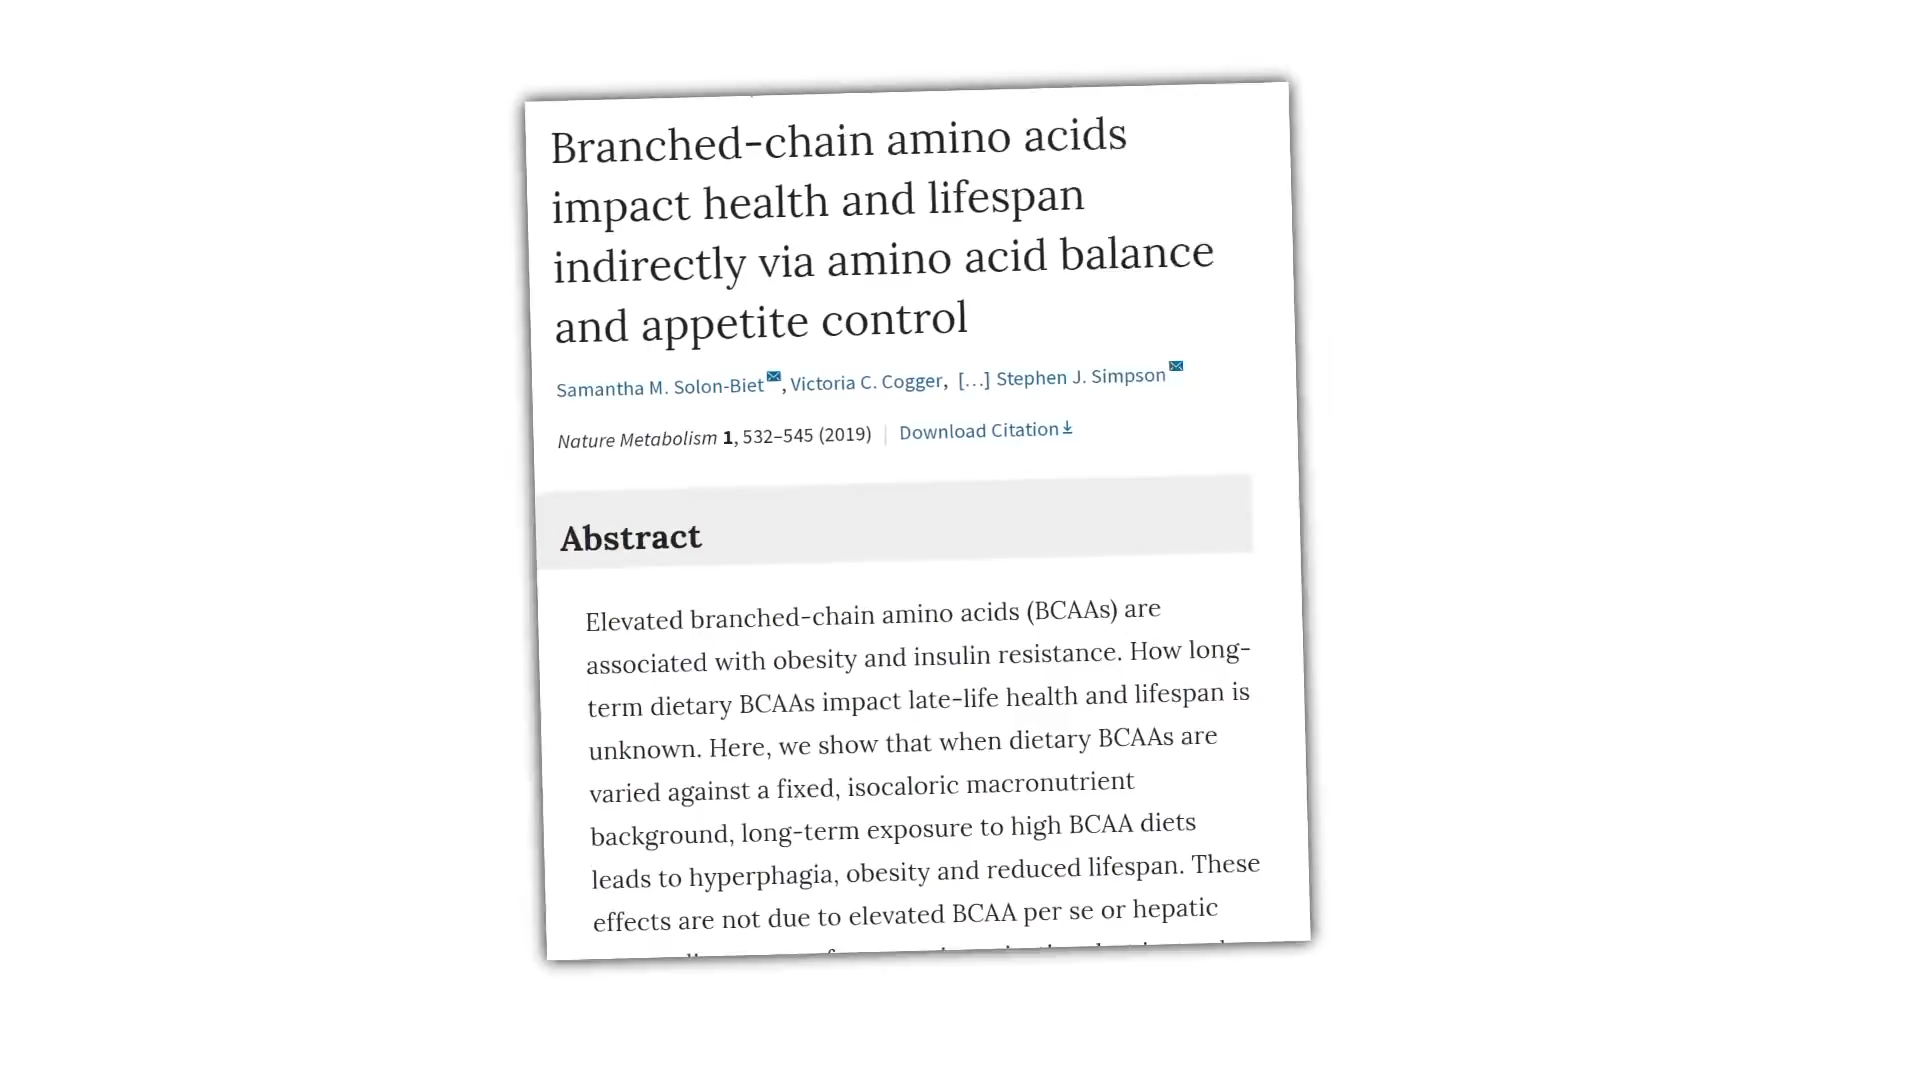 Branched-chain amino acids
impact health and lifespan
indirectly via amino acid balance
and appetite control
Samantha M. Solon-Biet, Victoria C. Cogger, […] Stephen J. Simpson
Nature Metabolism 1, 532–545 (2019) | Download Citation
Abstract
Elevated branched-chain amino acids (BCAAs) are
associated with obesity and insulin resistance. How long-
term dietary BCAAs impact late-life health and lifespan is
unknown. Here, we show that when dietary BCAAs are
varied against a fixed, isocaloric macronutrient
background, long-term exposure to high BCAA diets
leads to hyperphagia, obesity and reduced lifespan. These
effects are not due to elevated BCAA per se or hepatic